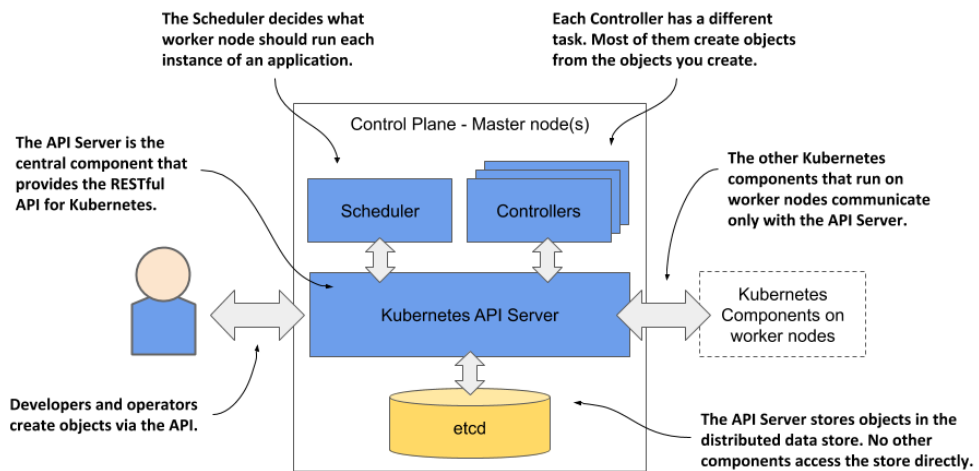 The Scheduler decides what
worker node should run each
instance of an application.
Each Controller has a different
task. Most of them create objects
from the objects you create.
Control Plane - Master node(s)
The API Server is the
central component that
provides the RESTful
API for Kubernetes.
Scheduler
Controllers
The other Kubernetes
components that run on
worker nodes communicate
only with the API Server.
Kubernetes API Server
Kubernetes
Components on
worker nodes
Developers and operators
create objects via the API.
etcd
The API Server stores objects in the
distributed data store. No other
components access the store directly.